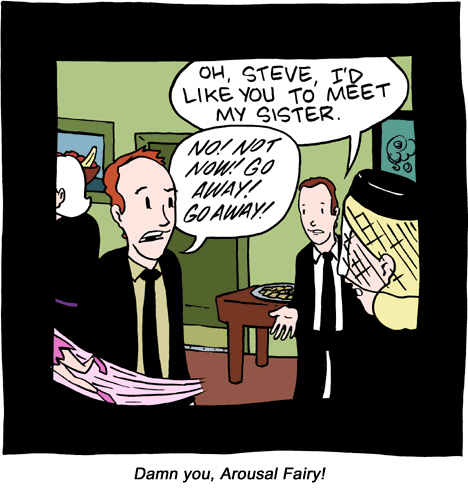 OH, STEVE, I'D
LIKE YOU TO MEET
MY SISTER.
NO! NOT
NOW! GO
AWAY!
GO AWAY!
Damn you, Arousal Fairy!